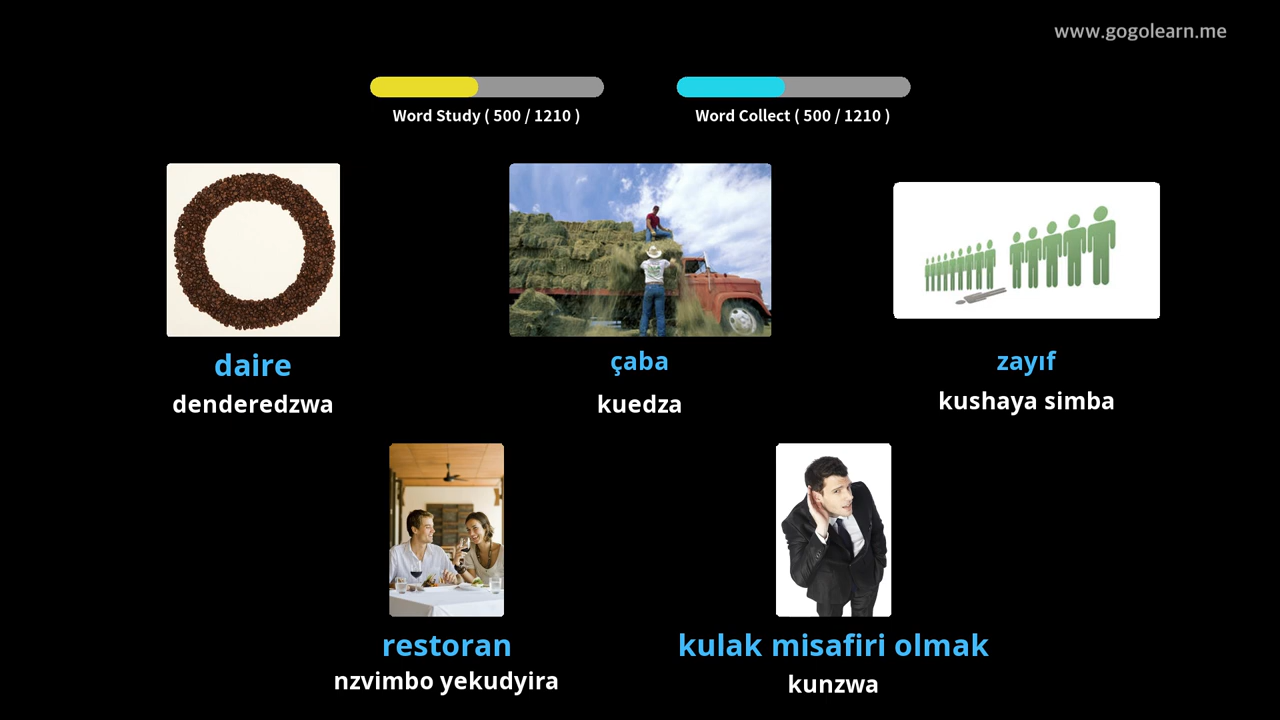 www.gogolearn.me
Word Study ( 500 / 1210 )
Word Collect ( 500 / 1210 )
daire
denderedzwa
çaba
kuedza
zayıf
kushaya simba
restoran
nzvimbo yekudyira
kulak misafiri olmak
kunzwa